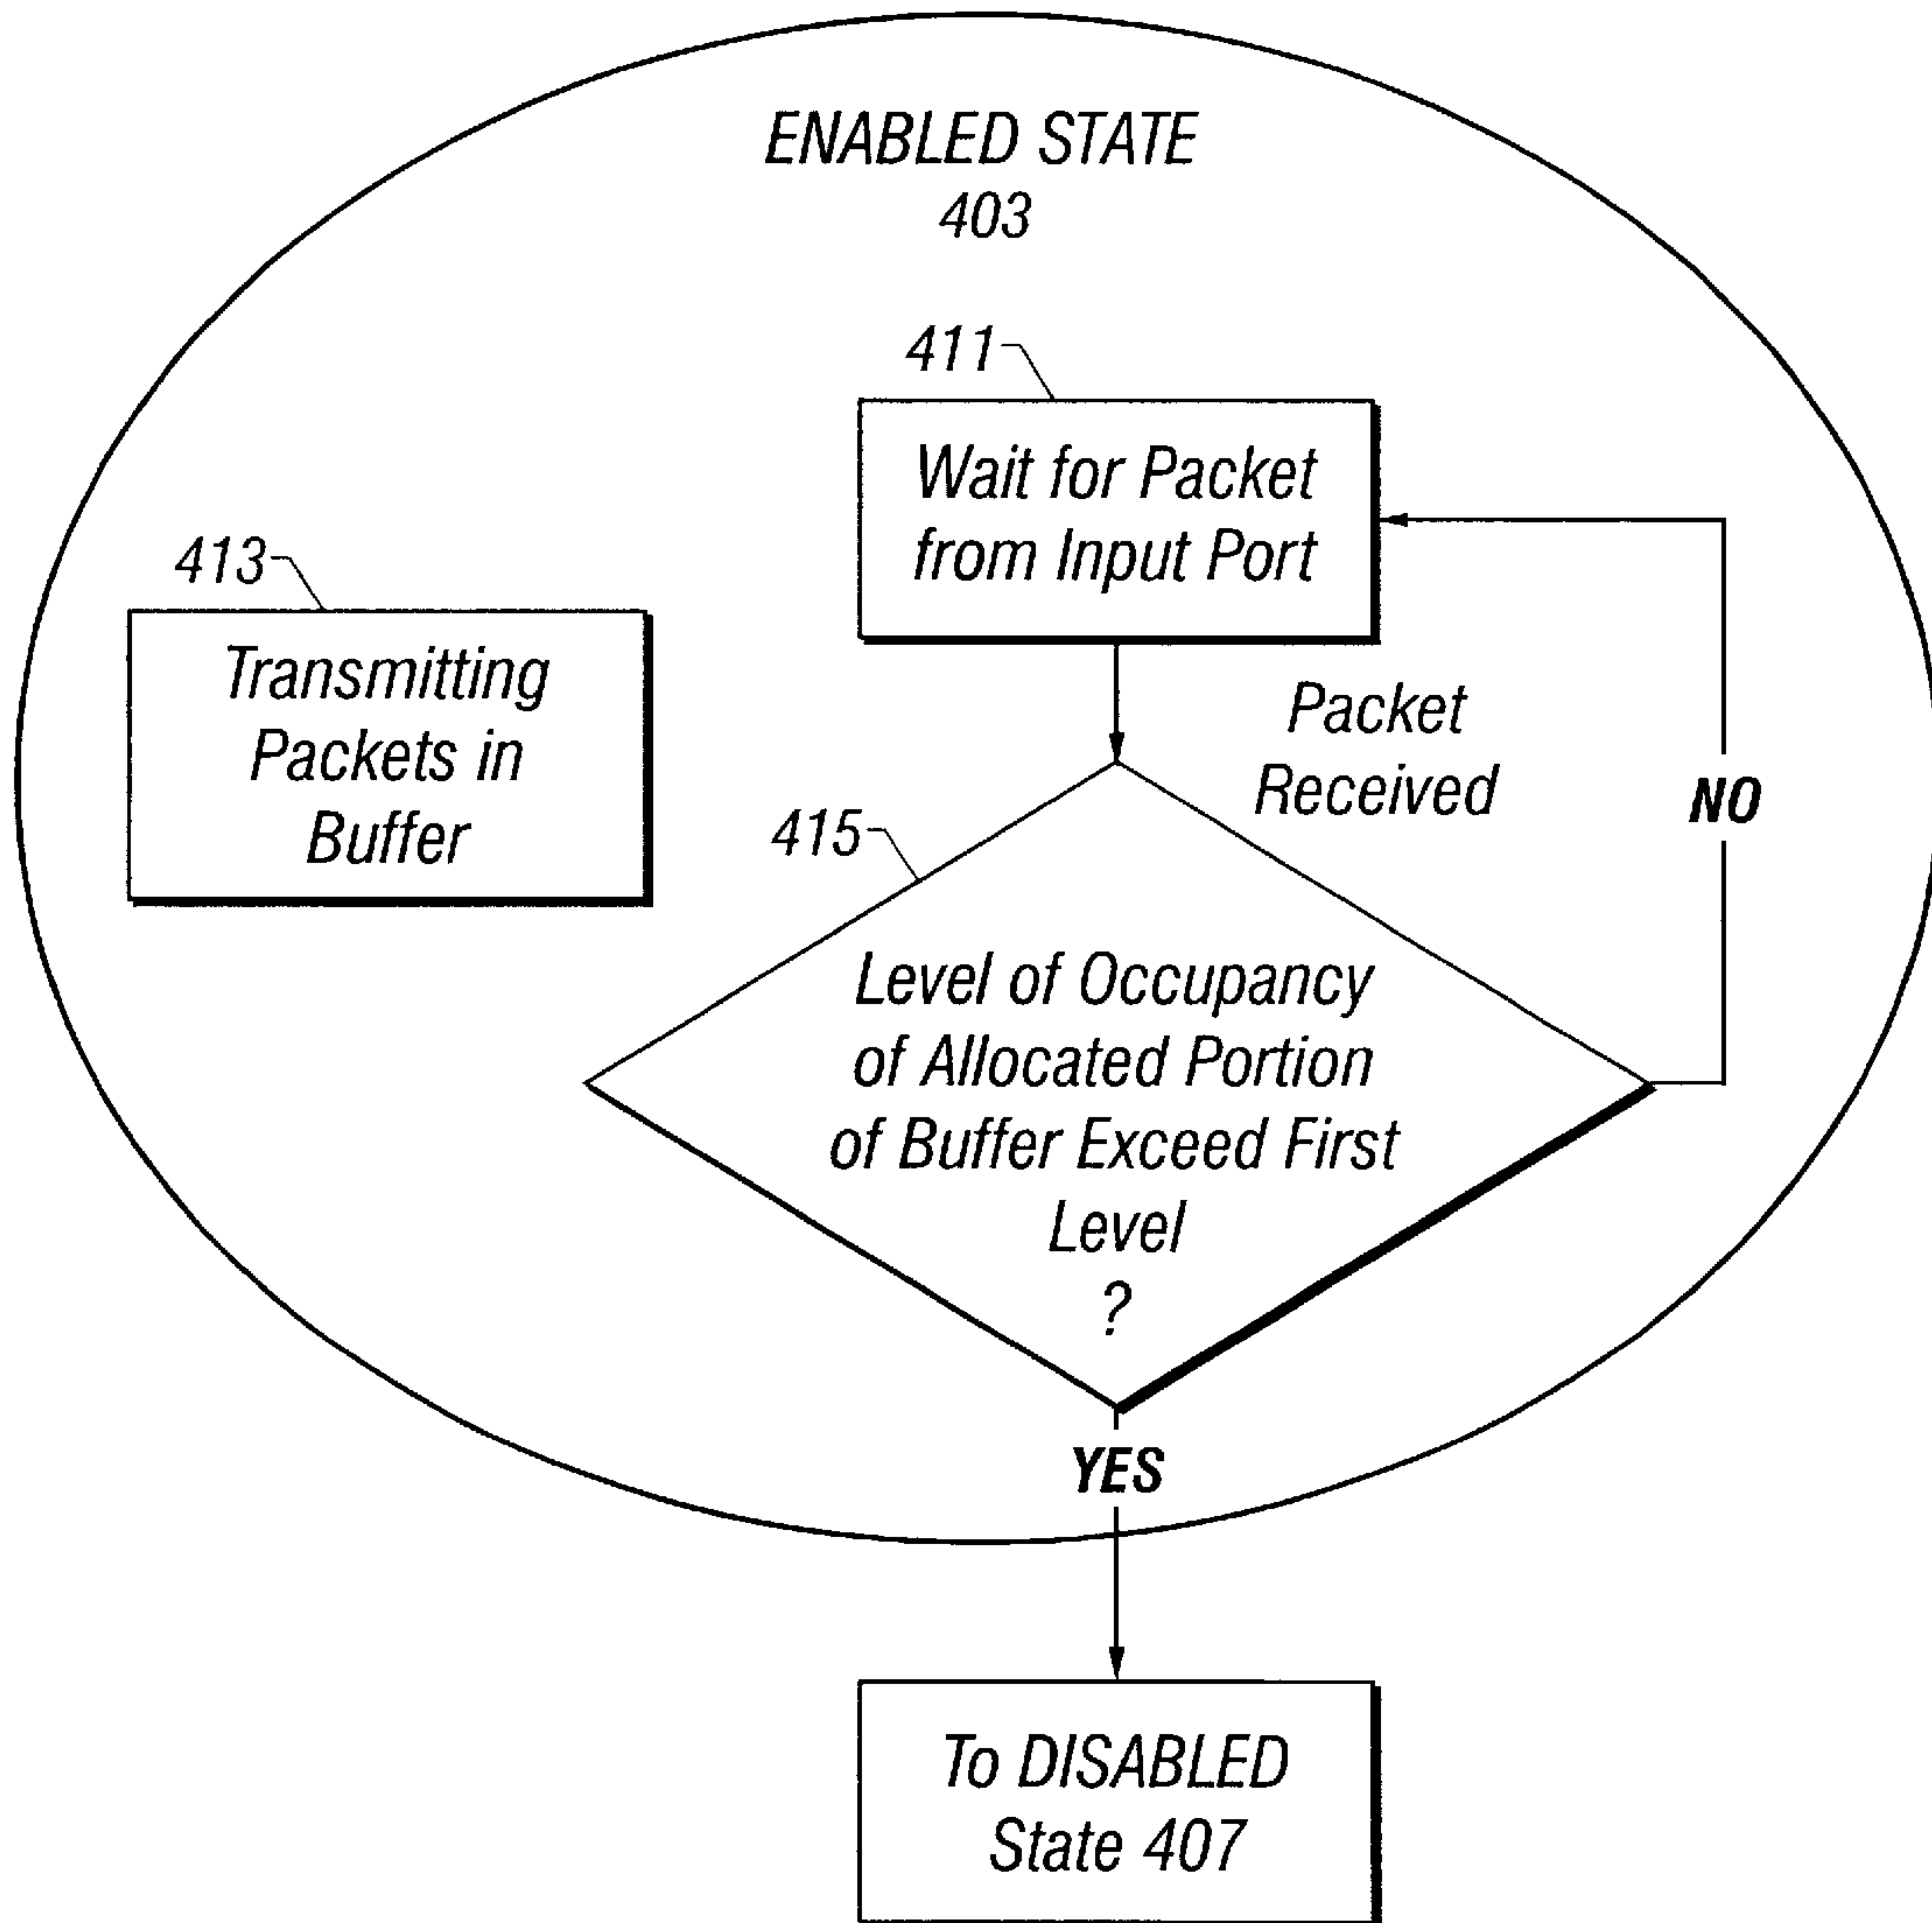 ENABLED STATE
403
411
Wait for Packet
from Input Port
413
Transmitting
Packets in
Buffer
Packet
Received
NO
415
Level of Occupancy
of Allocated Portion
of Buffer Exceed First
Level
?
YES
To DISABLED
State 407